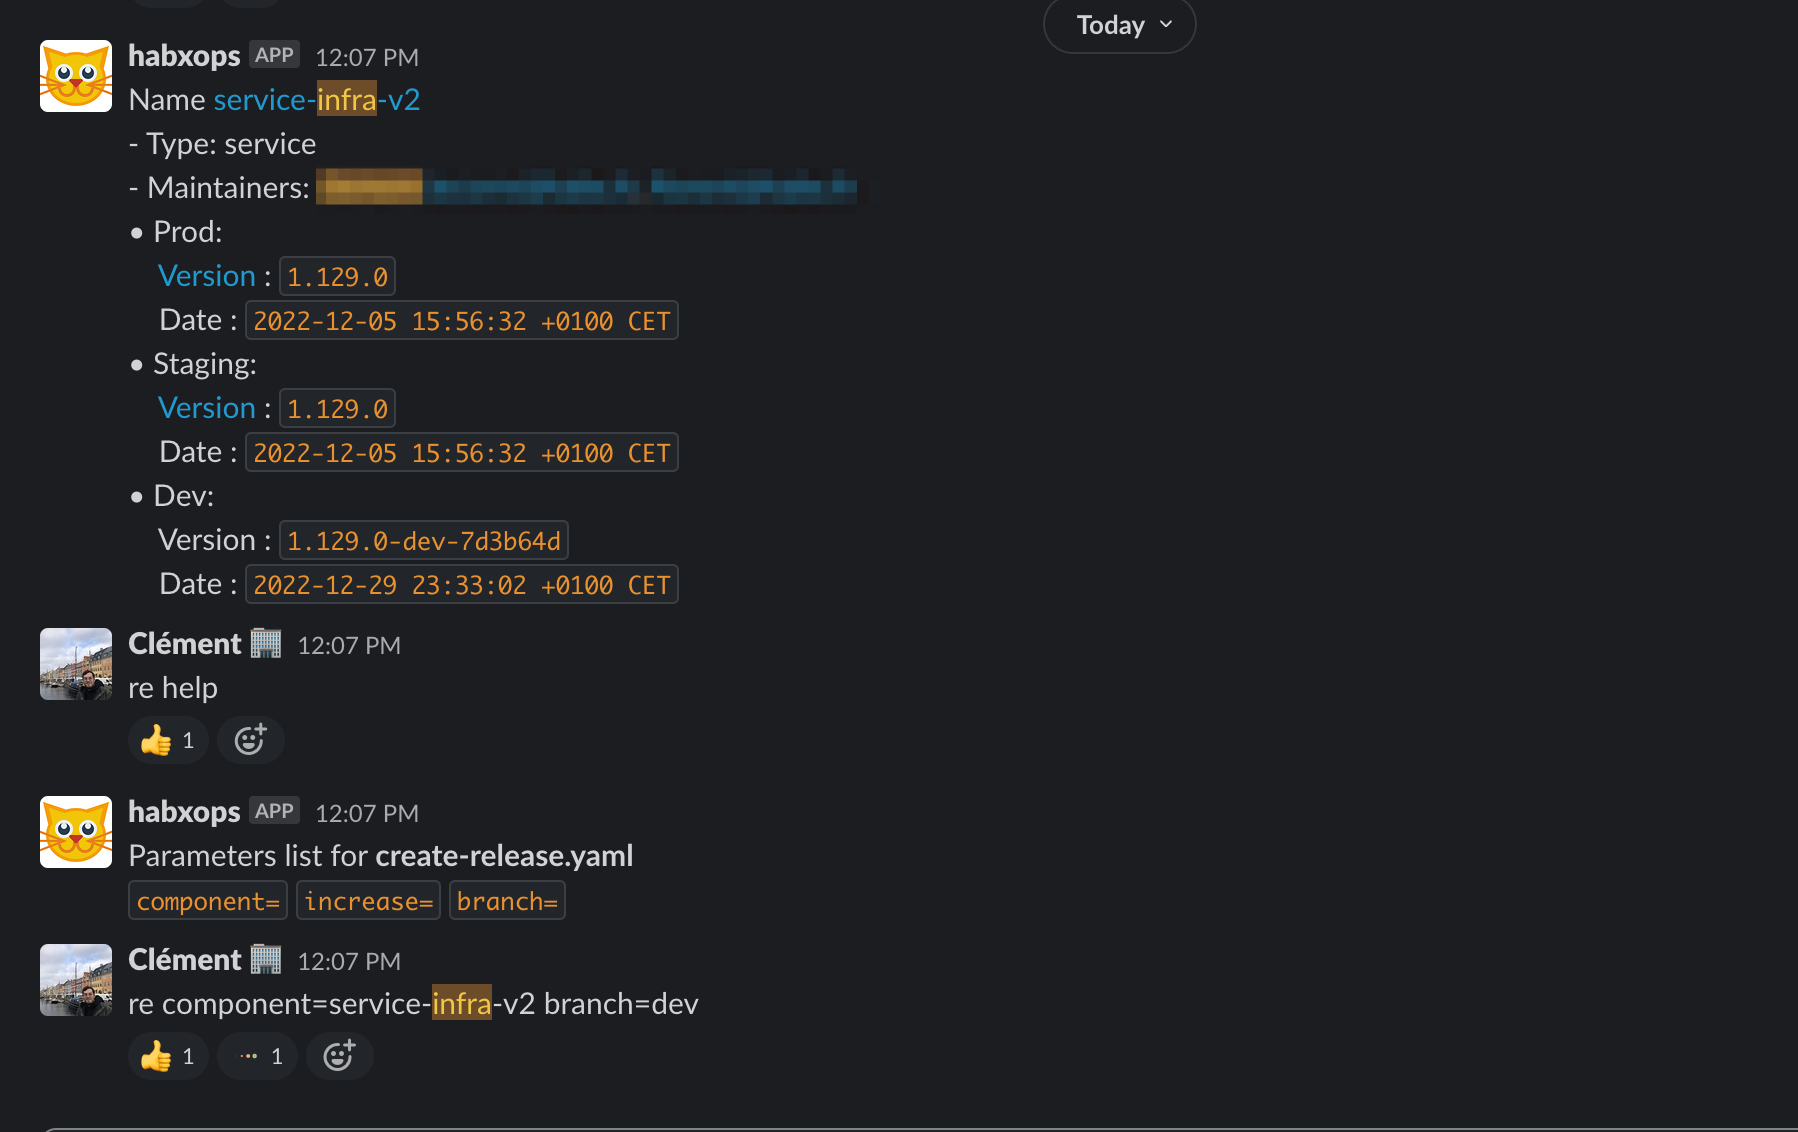 Today
habxops APP 12:07 PM
Name service-infra-v2
- Type: service
- Maintainers:
• Prod:
Version : 1.129.0
Date : 2022-12-05 15:56:32 +0100 CET
• Staging:
Version : 1.129.0
Date : 2022-12-05 15:56:32 +0100 CET
• Dev:
Version : 1.129.0-dev-7d3b64d
Date : 2022-12-29 23:33:02 +0100 CET
Clément 12:07 PM
re help
1
habxops APP 12:07 PM
Parameters list for create-release.yaml
component= increase= branch=
Clément 12:07 PM
re component=service-infra-v2 branch=dev
1 1